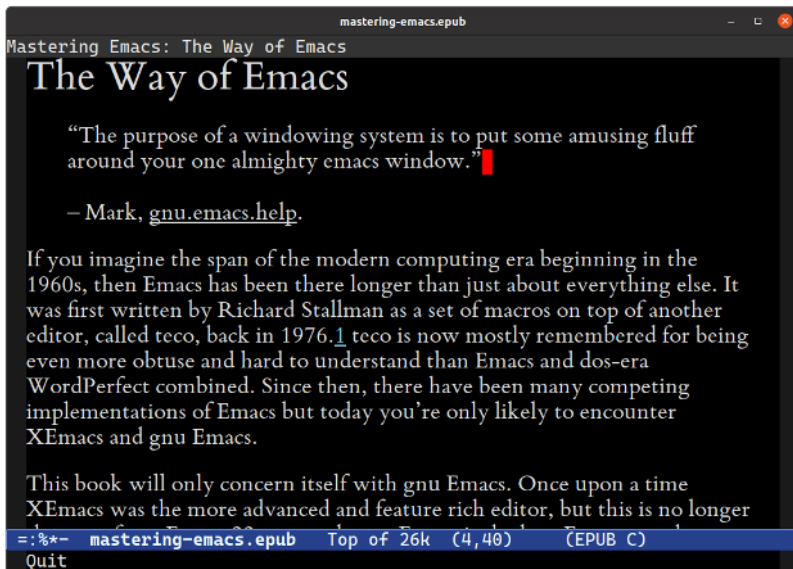 mastering-emacs.epub
Mastering Emacs: The Way of Emacs
The Way of Emacs
“The purpose of a windowing system is to put some amusing fluff
around your one almighty emacs window.”
– Mark, gnu.emacs.help.
If you imagine the span of the modern computing era beginning in the
1960s, then Emacs has been there longer than just about everything else. It
was first written by Richard Stallman as a set of macros on top of another
editor, called teco, back in 1976.1 teco is now mostly remembered for being
even more obtuse and hard to understand than Emacs and dos-era
WordPerfect combined. Since then, there have been many competing
implementations of Emacs but today you’re only likely to encounter
XEmacs and gnu Emacs.
This book will only concern itself with gnu Emacs. Once upon a time
XEmacs was the more advanced and feature rich editor, but this is no longer
=:%*- mastering-emacs.epub Top of 26k (4,40) (EPUB C)
Quit